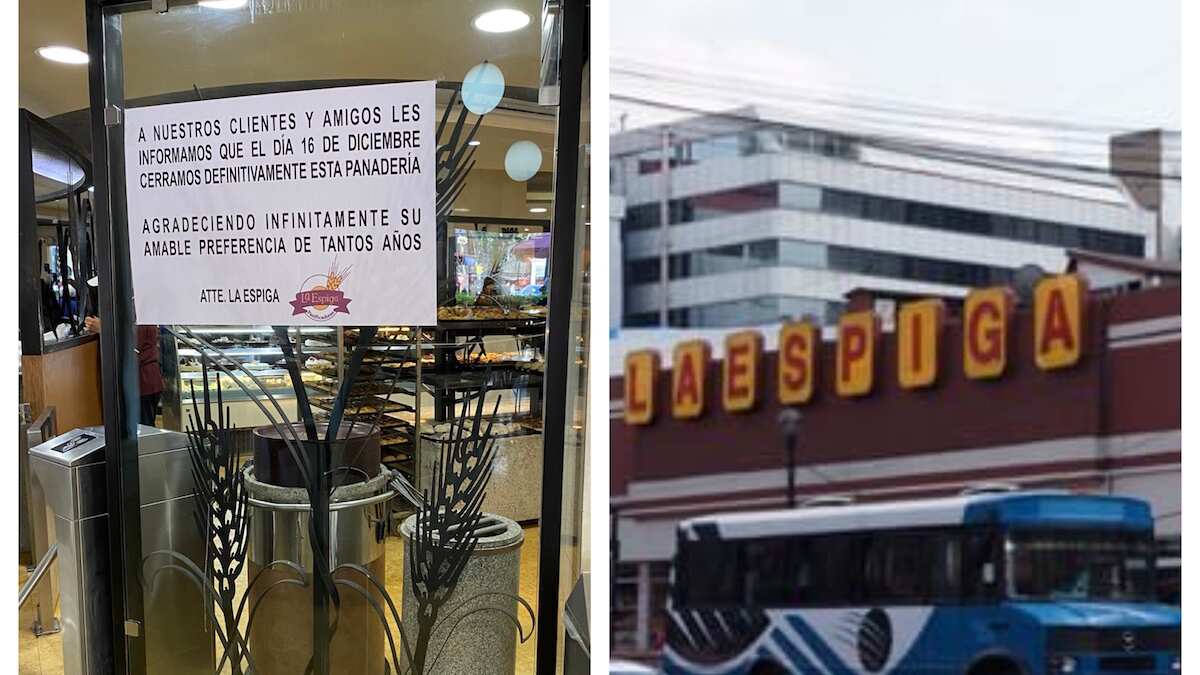 A NUESTROS CLIENTES Y AMIGOS LES
INFORMAMOS QUE EL DÍA 16 DE DICIEMBRE
CERRAMOS DEFINITIVAMENTE ESTA PANADERÍA
AGRADECIENDO INFINITAMENTE SU
AMABLE PREFERENCIA DE TANTOS AÑOS
ATTE. LA ESPIGA
La Espiga
LA ESPIGA